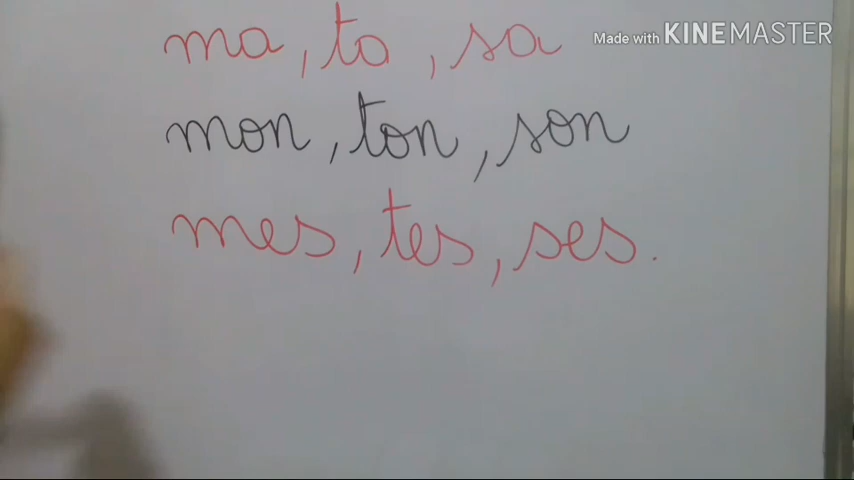 Made with KINEMASTER
ma, ta, sa
mon, ton, son
mes, tes, ses.